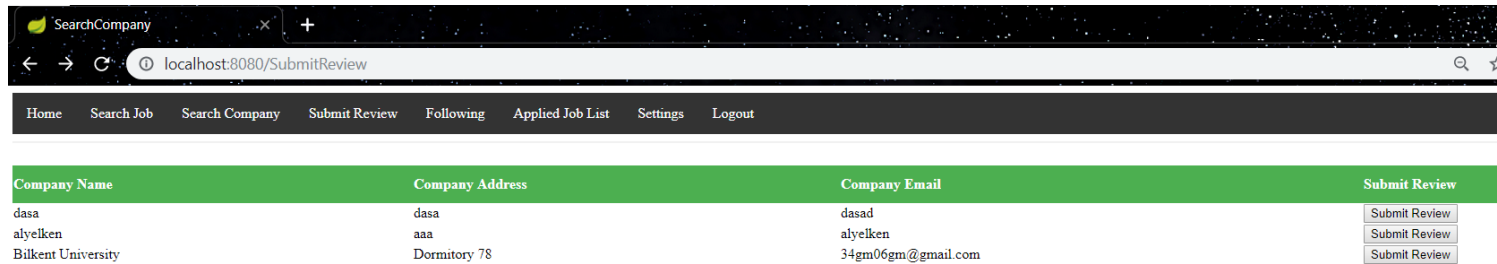 SearchCompany
localhost:8080/SubmitReview
Home Search Job Search Company Submit Review Following Applied Job List Settings Logout
Company Name Company Address Company Email Submit Review
dasa dasa dasad Submit Review
alyelken aaa alyelken Submit Review
Bilkent University Dormitory 78 34gm06gm@gmail.com Submit Review